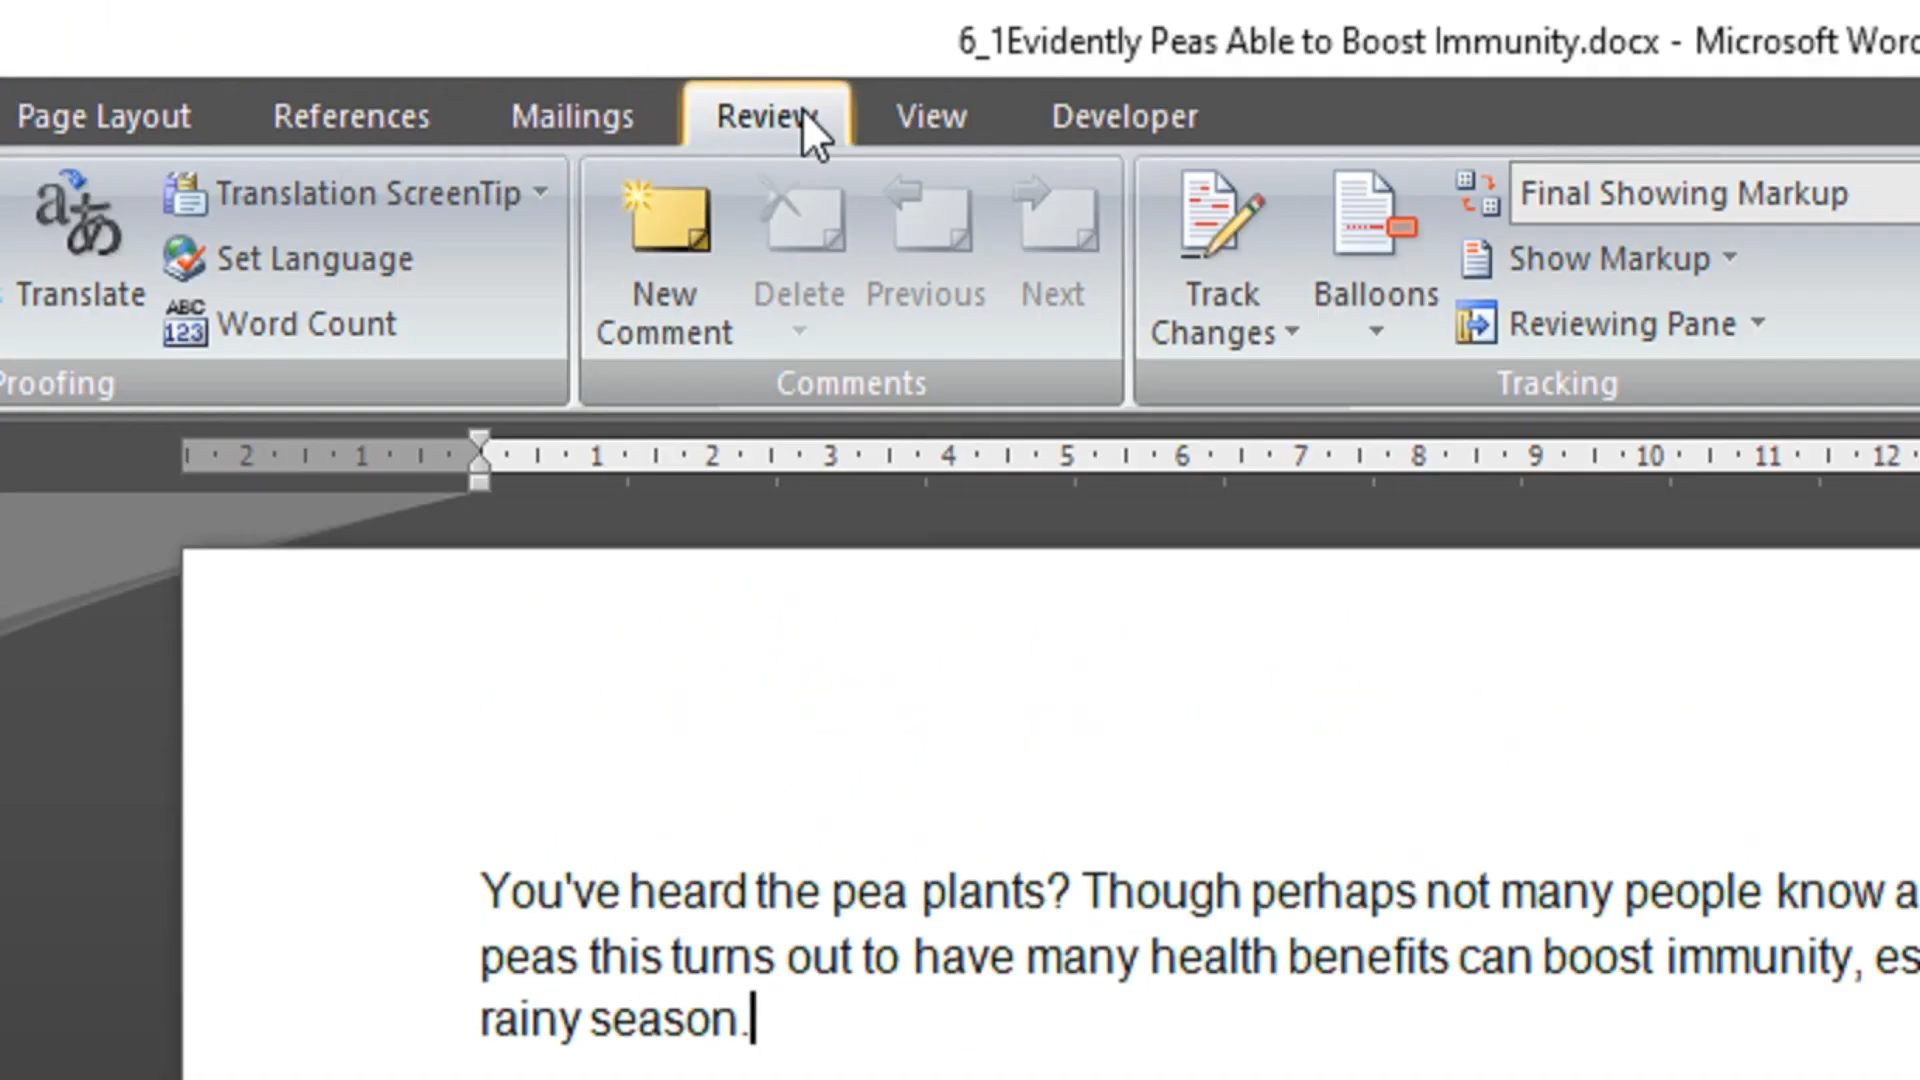 6_1Evidently Peas Able to Boost Immunity.docx - Microsoft Word
Page Layout References Mailings Review View Developer
Translate
Translation ScreenTip
Set Language
ABC
123
Word Count
Proofing
New Comment
Delete
Previous
Next
Comments
Track Changes
Balloons
Final Showing Markup
Show Markup
Reviewing Pane
Tracking
2 1 1 2 3 4 5 6 7 8 9 10 11 12
You've heard the pea plants? Though perhaps not many people know a
peas this turns out to have many health benefits can boost immunity, es
rainy season.